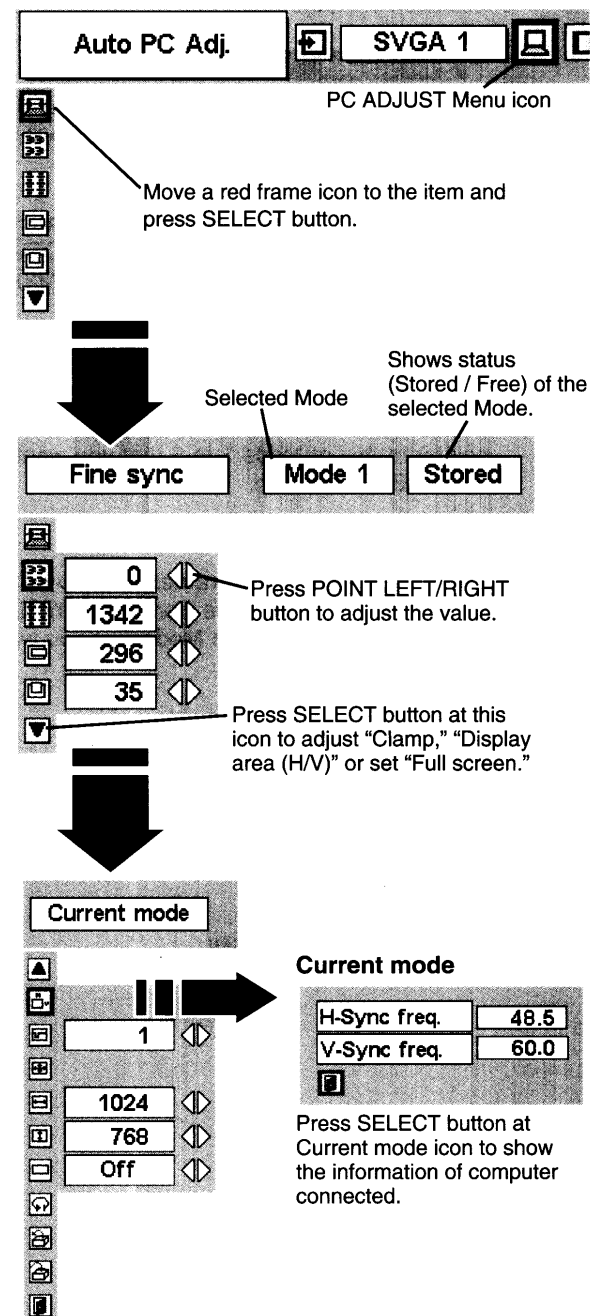 Auto PC Adj.
SVGA 1
PC ADJUST Menu icon
Move a red frame icon to the item and
press SELECT button.
Shows status
(Stored / Free) of the
selected Mode.
Selected Mode
Fine sync
Mode 1
Stored
0
Press POINT LEFT/RIGHT
button to adjust the value.
1342
296
35
Press SELECT button at this
icon to adjust “Clamp,” “Display
area (H/V)” or set “Full screen.”
Current mode
Current mode
H-Sync freq. 48.5
V-Sync freq. 60.0
1
1024
768
Off
Press SELECT button at
Current mode icon to show
the information of computer
connected.